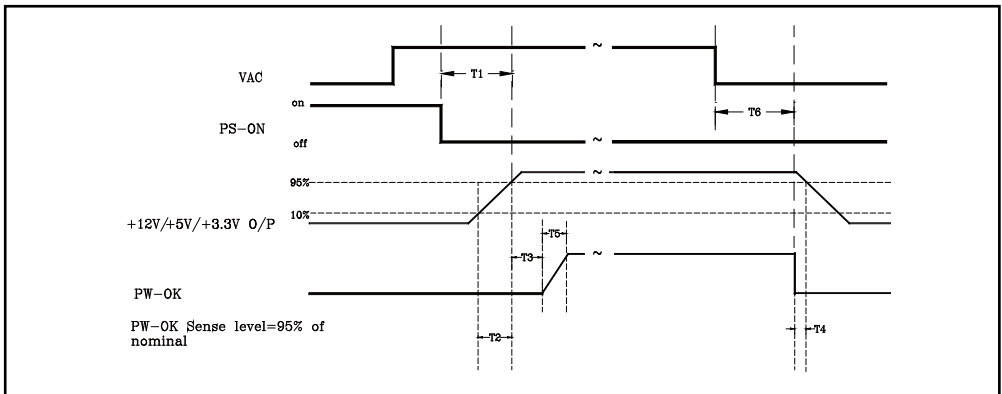 VAC
T1
T6
on
PS-ON
off
95%
10%
+12V/+5V/+3.3V O/P
T5
T3
PW-OK
PW-OK Sense level=95% of
nominal
T2
T4
~
~
~
~